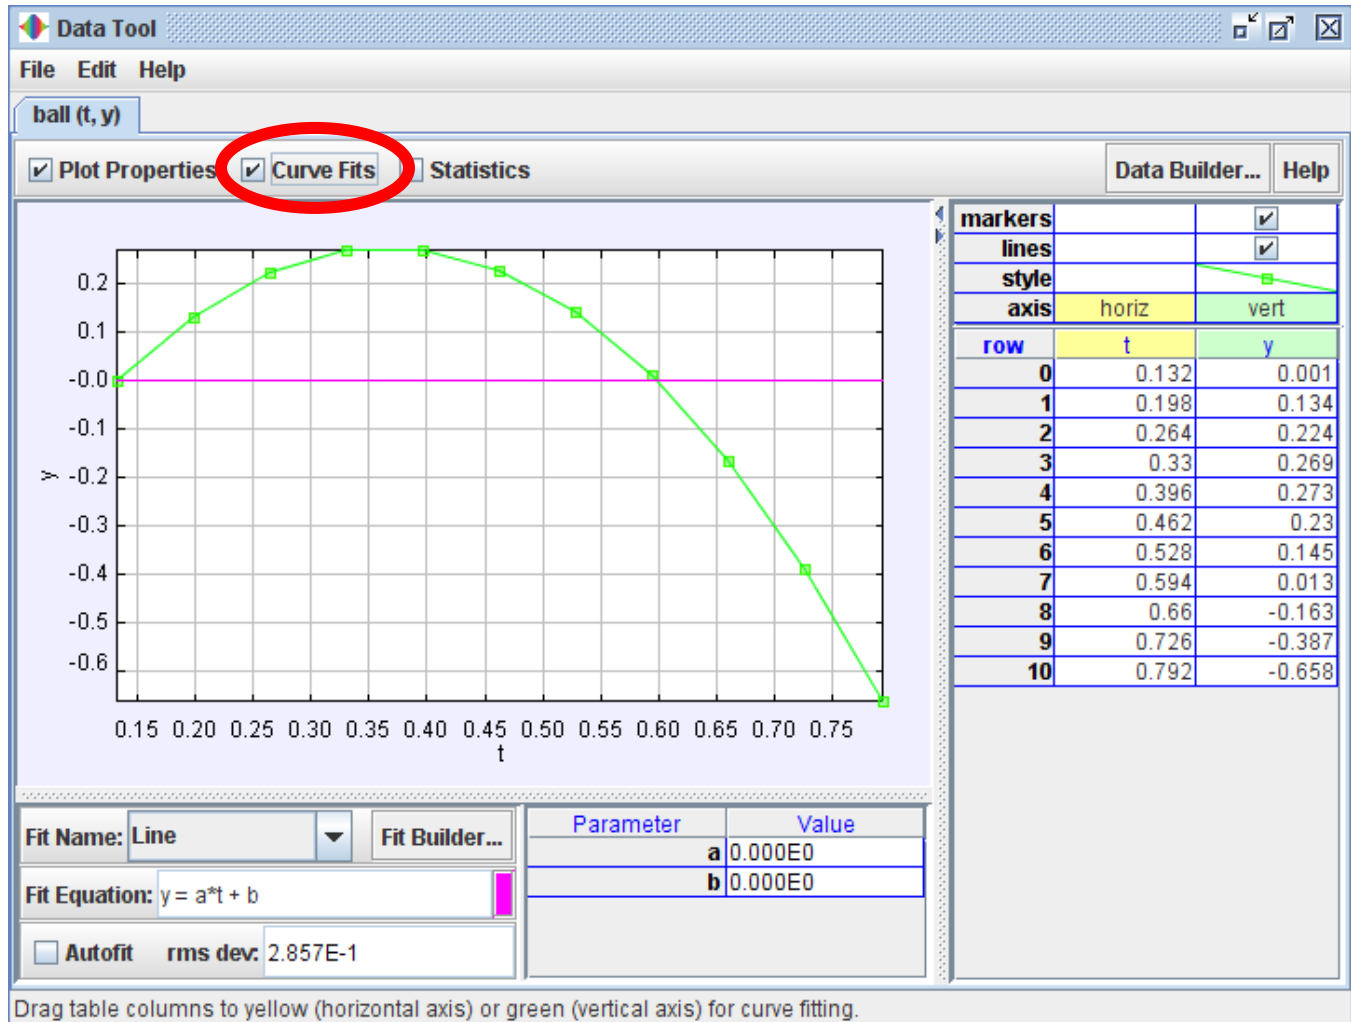 Data Tool
File Edit Help
ball (t, y)
Plot Properties Curve Fits Statistics Data Builder... Help
0.2
0.1
-0.0
-0.1
-0.2
-0.3
-0.4
-0.5
-0.6
y
0.15 0.20 0.25 0.30 0.35 0.40 0.45 0.50 0.55 0.60 0.65 0.70 0.75
t
markers
lines
style
axis horiz vert
row t y
0 0.132 0.001
1 0.198 0.134
2 0.264 0.224
3 0.33 0.269
4 0.396 0.273
5 0.462 0.23
6 0.528 0.145
7 0.594 0.013
8 0.66 -0.163
9 0.726 -0.387
10 0.792 -0.658
Fit Name: Line Fit Builder...
Fit Equation: y = a*t + b
Autofit rms dev: 2.857E-1
Parameter Value
a 0.000E0
b 0.000E0
Drag table columns to yellow (horizontal axis) or green (vertical axis) for curve fitting.